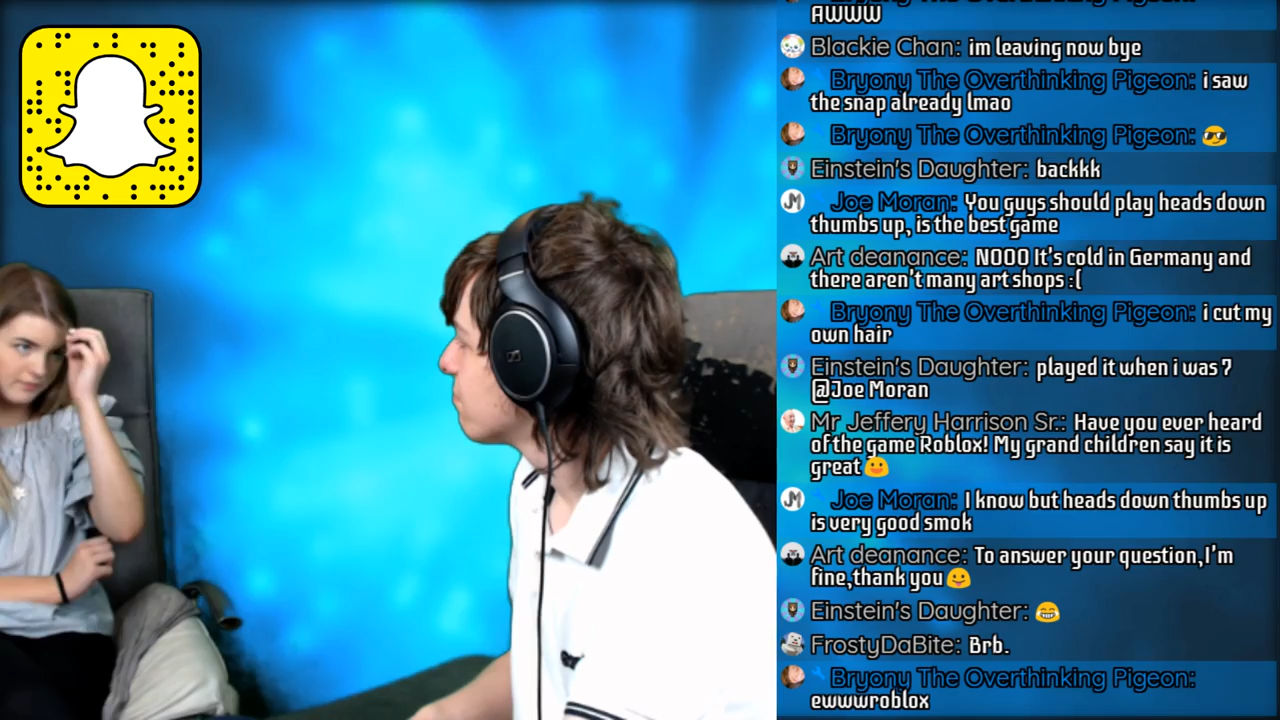 AWWW
Blackie Chan: im leaving now bye
Bryony The Overthinking Pigeon: i saw
the snap already lmao
Bryony The Overthinking Pigeon: 😎
Einstein's Daughter: backkk
Joe Moran: You guys should play heads down
thumbs up, is the best game
Art deanance: NOOO It's cold in Germany and
there aren't many art shops :(
Bryony The Overthinking Pigeon: i cut my
own hair
Einstein's Daughter: played it when i was 7
@Joe Moran
Mr Jeffery Harrison Sr.: Have you ever heard
of the game Roblox! My grand children say it is
great 😃
Joe Moran: I know but heads down thumbs up
is very good smok
Art deanance: To answer your question,I'm
fine,thank you 😛
Einstein's Daughter: 😂
FrostyDaBite: Brb.
Bryony The Overthinking Pigeon:
ewwwroblox